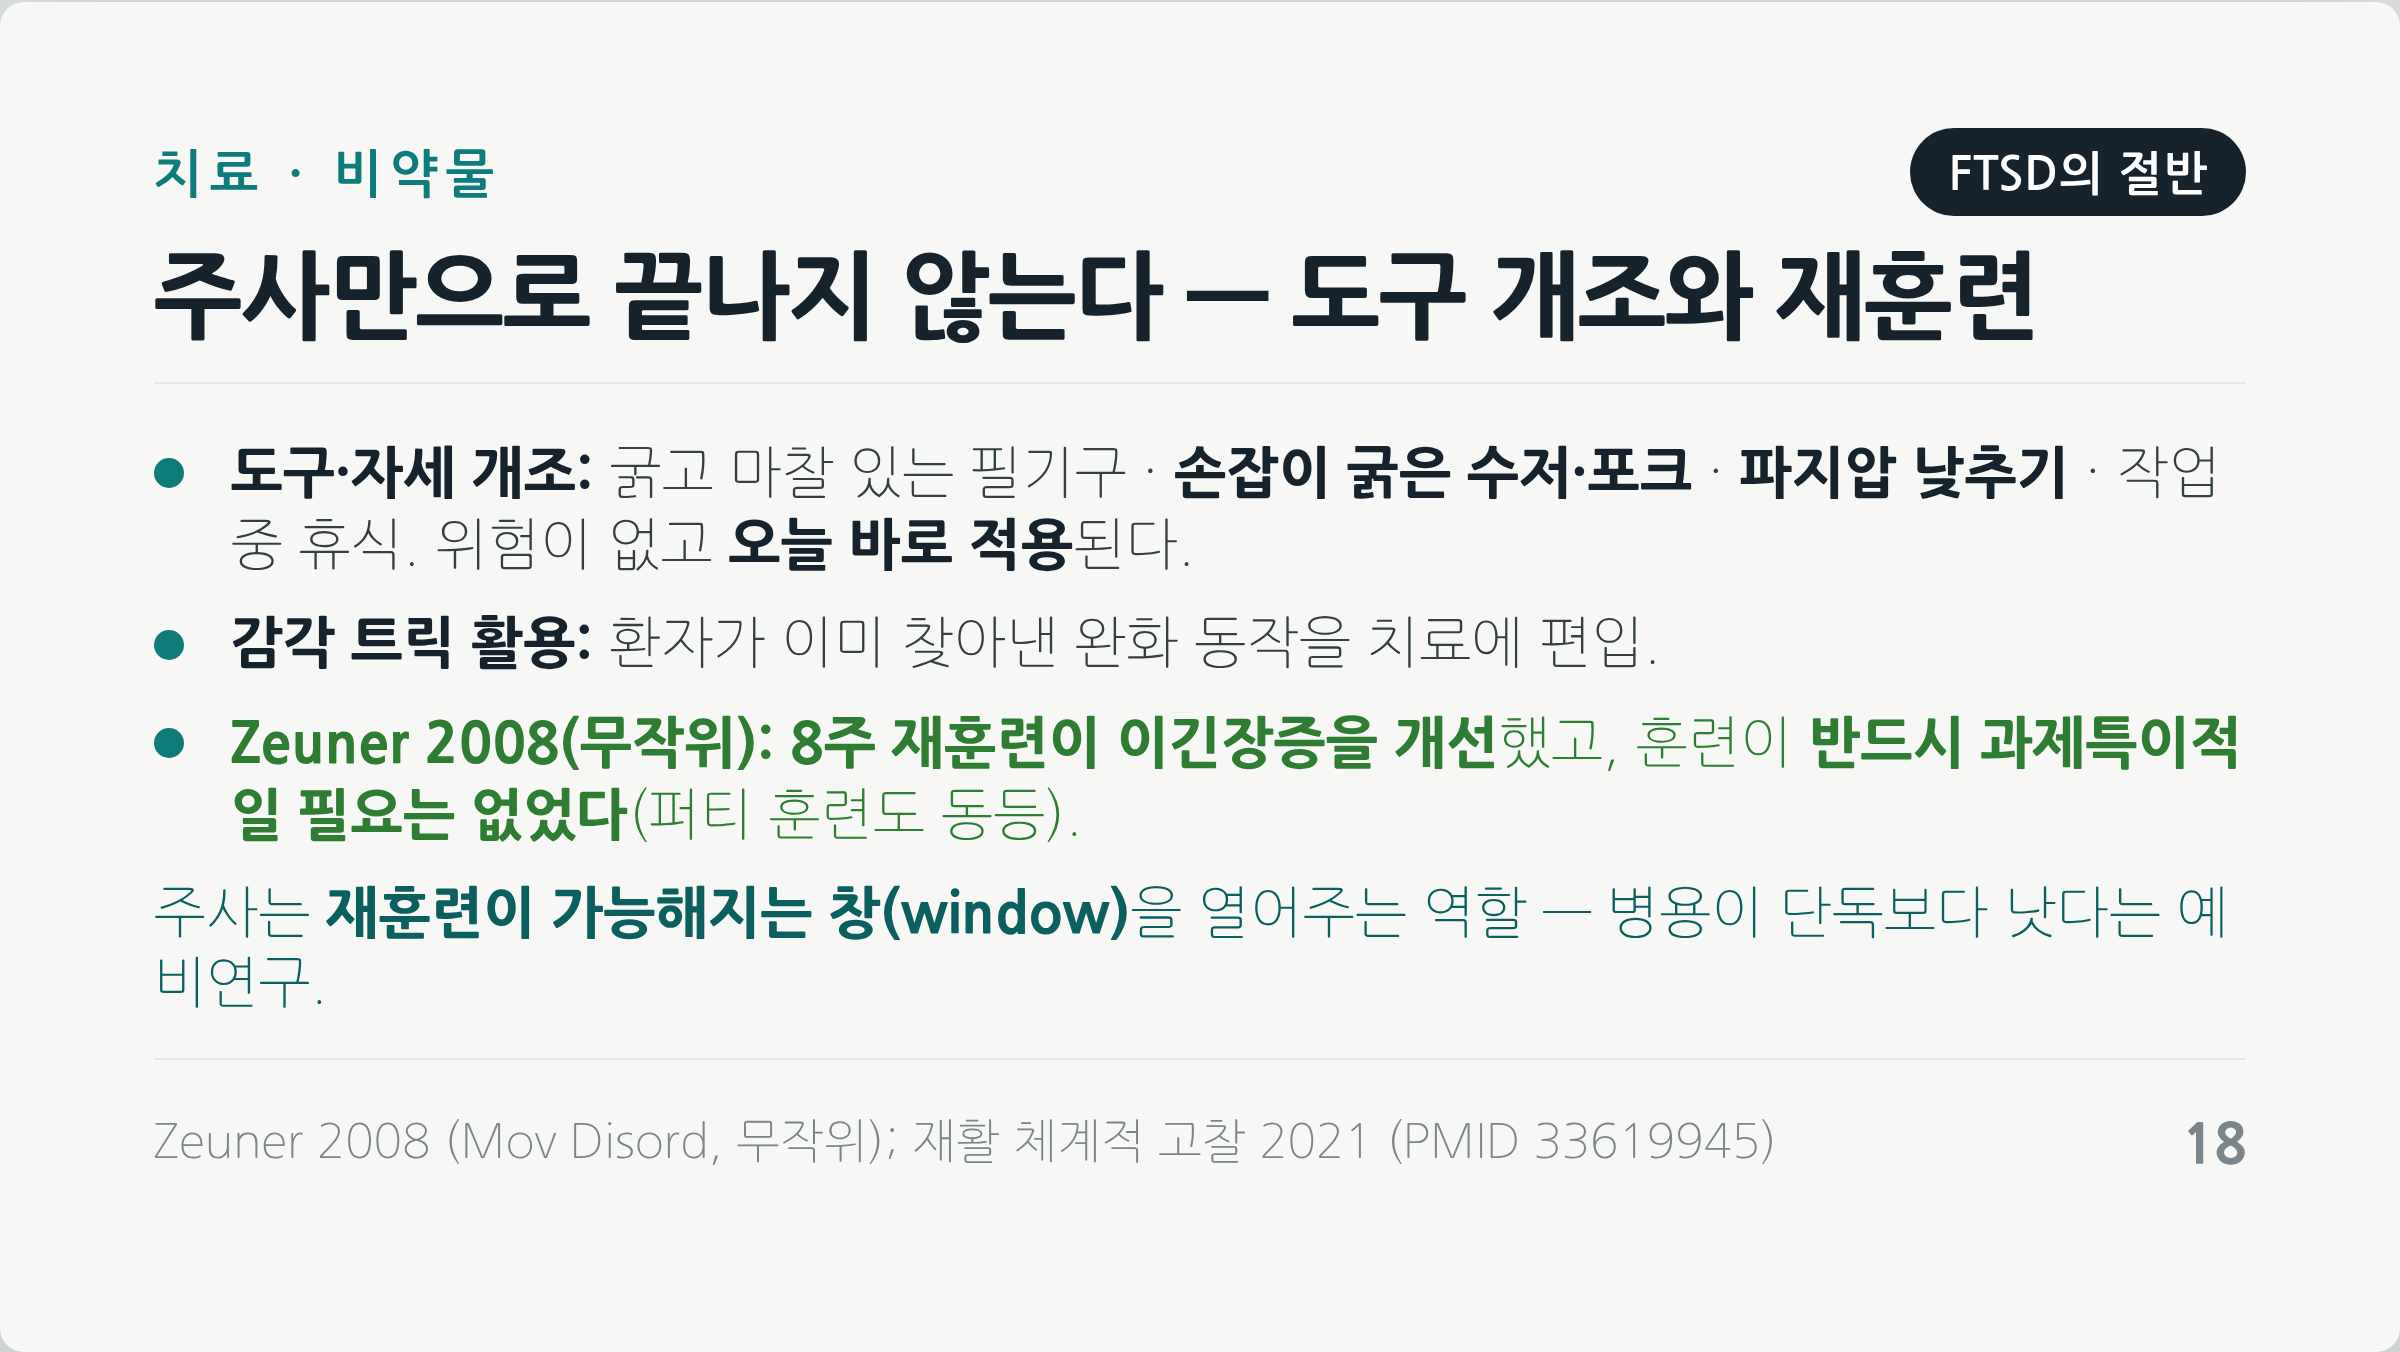 치료 · 비약물
FTSD의 절반
주사만으로 끝나지 않는다 — 도구 개조와 재훈련
도구·자세 개조: 굵고 마찰 있는 필기구 · 손잡이 굵은 수저·포크 · 파지압 낮추기 · 작업
중 휴식. 위험이 없고 오늘 바로 적용된다.
감각 트릭 활용: 환자가 이미 찾아낸 완화 동작을 치료에 편입.
Zeuner 2008(무작위): 8주 재훈련이 이긴장증을 개선했고, 훈련이 반드시 과제특이적
일 필요는 없었다(퍼티 훈련도 동등).
주사는 재훈련이 가능해지는 창(window)을 열어주는 역할 — 병용이 단독보다 낫다는 예
비연구.
Zeuner 2008 (Mov Disord, 무작위); 재활 체계적 고찰 2021 (PMID 33619945)
18